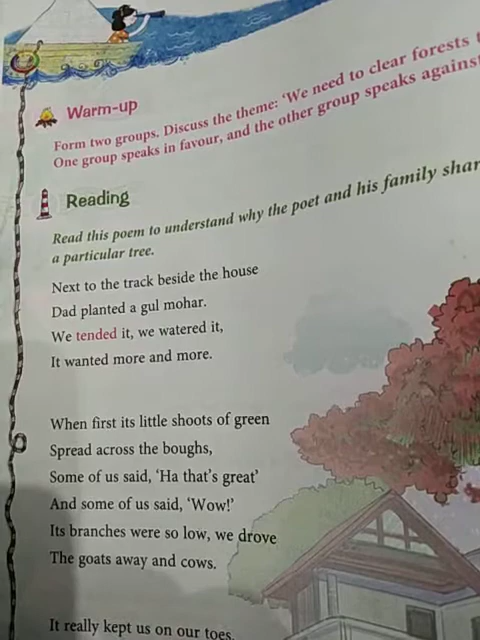 Warm-up
Form two groups. Discuss the theme: ‘We need to clear forests
One group speaks in favour, and the other group speaks against
Reading
Read this poem to understand why the poet and his family
a particular tree.
Next to the track beside the house
Dad planted a gul mohar.
We tended it, we watered it,
It wanted more and more.
When first its little shoots of green
Spread across the boughs,
Some of us said, ‘Ha that’s great’
And some of us said, ‘Wow!’
Its branches were so low, we drove
The goats away and cows.
It really kept us on our toes.